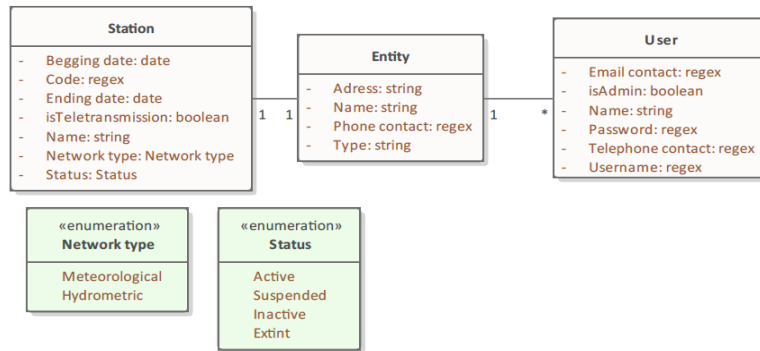 Station
- Begging date: date
- Code: regex
- Ending date: date
- isTeletransmission: boolean
- Name: string
- Network type: Network type
- Status: Status
1
1
Entity
- Adress: string
- Name: string
- Phone contact: regex
- Type: string
1
*
User
- Email contact: regex
- isAdmin: boolean
- Name: string
- Password: regex
- Telephone contact: regex
- Username: regex
«enumeration»
Network type
Meteorological
Hydrometric
«enumeration»
Status
Active
Suspended
Inactive
Extint